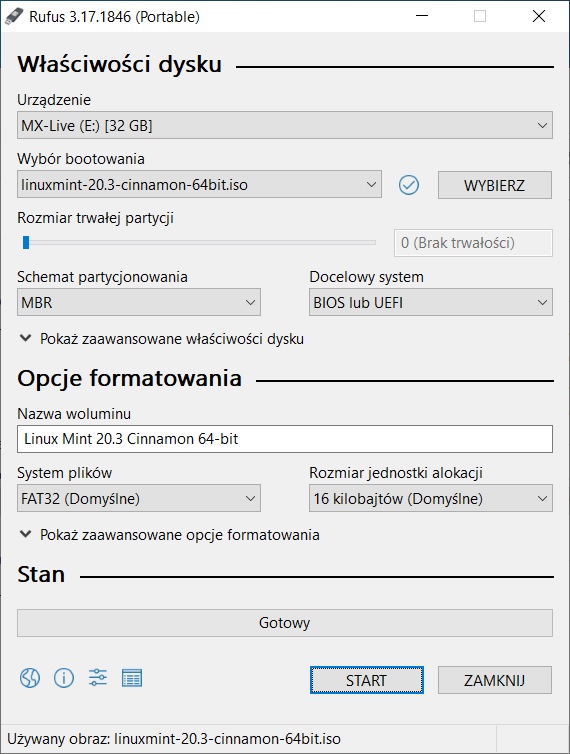 Rufus 3.17.1846 (Portable)
Właściwości dysku
Urządzenie
MX-Live (E:) [32 GB]
Wybór bootowania
linuxmint-20.3-cinnamon-64bit.iso
WYBIERZ
Rozmiar trwałej partycji
0 (Brak trwałości)
Schemat partycjonowania
Docelowy system
MBR
BIOS lub UEFI
Pokaż zaawansowane właściwości dysku
Opcje formatowania
Nazwa woluminu
Linux Mint 20.3 Cinnamon 64-bit
System plików
Rozmiar jednostki alokacji
FAT32 (Domyślne)
16 kilobajtów (Domyślne)
Pokaż zaawansowane opcje formatowania
Stan
Gotowy
START
ZAMKNIJ
Używany obraz: linuxmint-20.3-cinnamon-64bit.iso